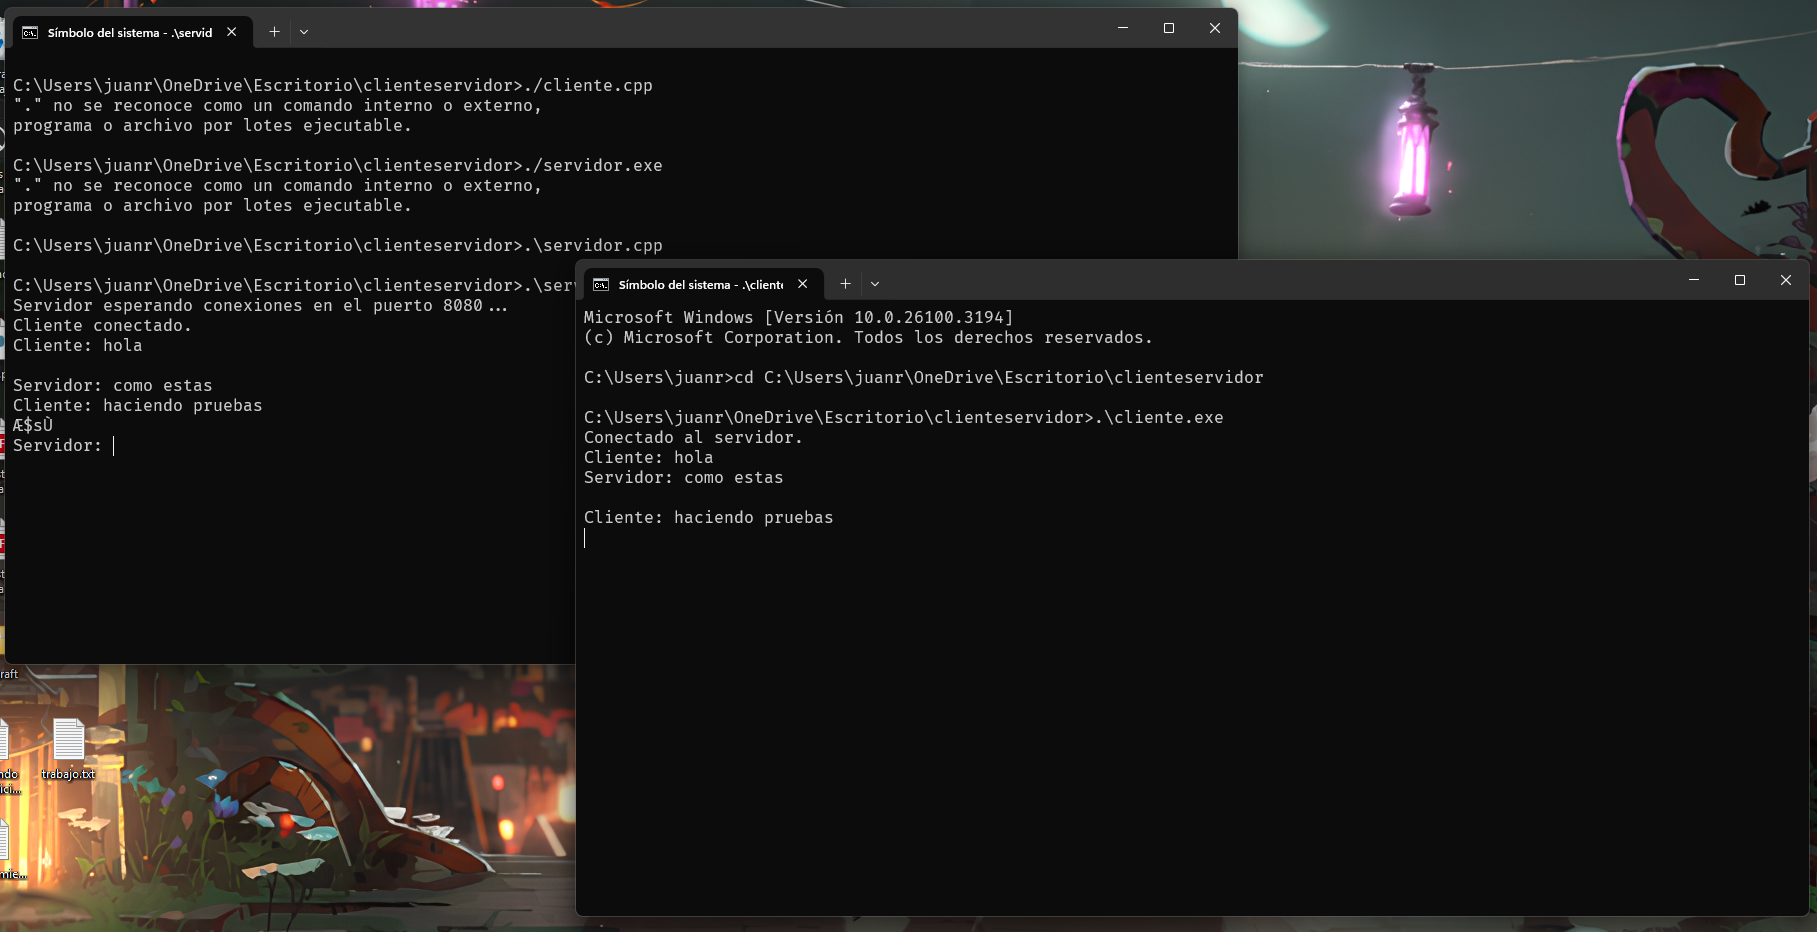 Símbolo del sistema - .\servid
C:\Users\juanr\OneDrive\Escritorio\clienteservidor>./cliente.cpp
"." no se reconoce como un comando interno o externo,
programa o archivo por lotes ejecutable.
C:\Users\juanr\OneDrive\Escritorio\clienteservidor>./servidor.exe
"." no se reconoce como un comando interno o externo,
programa o archivo por lotes ejecutable.
C:\Users\juanr\OneDrive\Escritorio\clienteservidor>.\servidor.cpp
C:\Users\juanr\OneDrive\Escritorio\clienteservidor>.\ser
Servidor esperando conexiones en el puerto 8080...
Cliente conectado.
Cliente: hola
Servidor: como estas
Cliente: haciendo pruebas
Æ$sÙ
Servidor:
Símbolo del sistema - .\cliente
Microsoft Windows [Versión 10.0.26100.3194]
(c) Microsoft Corporation. Todos los derechos reservados.
C:\Users\juanr>cd C:\Users\juanr\OneDrive\Escritorio\clienteservidor
C:\Users\juanr\OneDrive\Escritorio\clienteservidor>.\cliente.exe
Conectado al servidor.
Cliente: hola
Servidor: como estas
Cliente: haciendo pruebas
raft
trabajo.txt